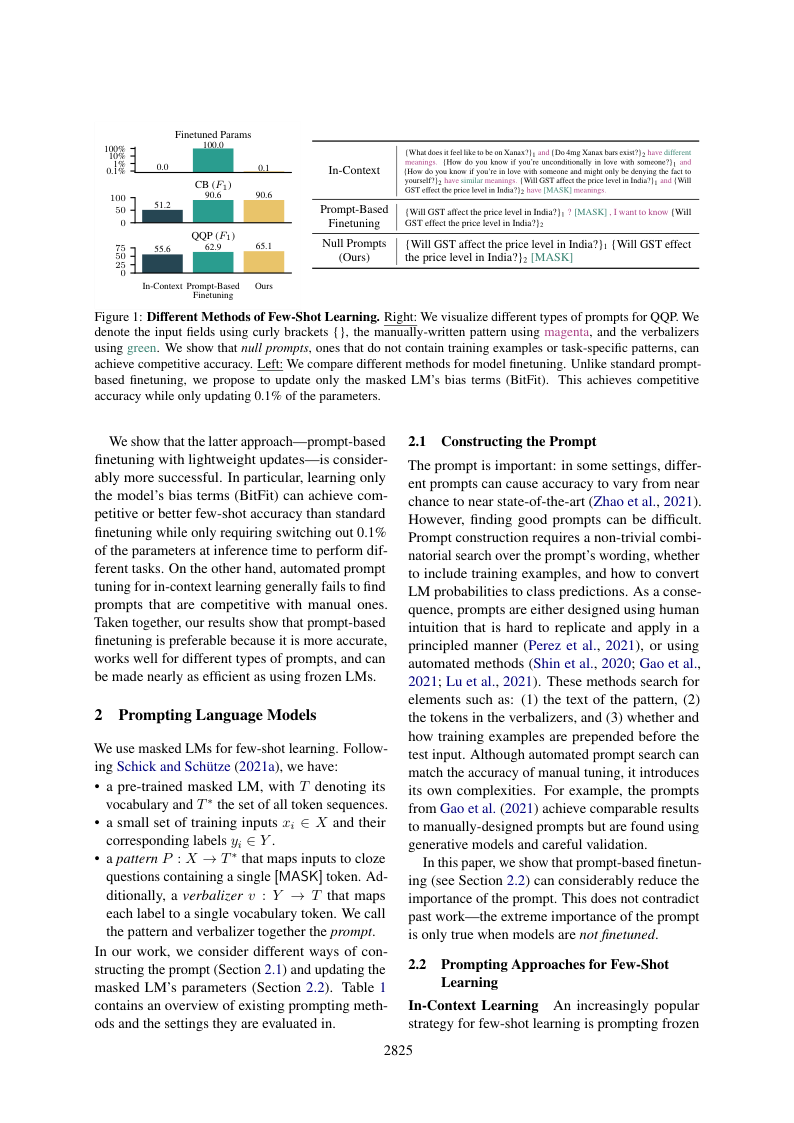 Finetuned Params
100%
10%
1%
0.1%
0.0
100.0
0.1
CB (F1)
100
50
0
51.2
90.6
90.6
QQP (F1)
75
50
25
0
55.6
62.9
65.1
In-Context Prompt-Based Ours
Finetuning
In-Context
{What does it feel like to be on Xanax?}1 and {Do 4mg Xanax bars exist?}2 have different
meanings. {How do you know if you're unconditionally in love with someone?}1 and
{How do you know if you're in love with someone and might only be denying the fact to
yourself?}2 have similar meanings. {Will GST affect the price level in India?}1 and {Will
GST effect the price level in India?}2 have [MASK] meanings.
Prompt-Based
Finetuning
{Will GST affect the price level in India?}1 ? [MASK] , I want to know {Will
GST effect the price level in India?}2
Null Prompts
(Ours)
{Will GST affect the price level in India?}1 {Will GST effect
the price level in India?}2 [MASK]
Figure 1: Different Methods of Few-Shot Learning. Right: We visualize different types of prompts for QQP. We
denote the input fields using curly brackets {}, the manually-written pattern using magenta, and the verbalizers
using green. We show that null prompts, ones that do not contain training examples or task-specific patterns, can
achieve competitive accuracy. Left: We compare different methods for model finetuning. Unlike standard prompt-
based finetuning, we propose to update only the masked LM's bias terms (BitFit). This achieves competitive
accuracy while only updating 0.1% of the parameters.
We show that the latter approach—prompt-based
finetuning with lightweight updates—is consider-
ably more successful. In particular, learning only
the model's bias terms (BitFit) can achieve com-
petitive or better few-shot accuracy than standard
finetuning while only requiring switching out 0.1%
of the parameters at inference time to perform dif-
ferent tasks. On the other hand, automated prompt
tuning for in-context learning generally fails to find
prompts that are competitive with manual ones.
Taken together, our results show that prompt-based
finetuning is preferable because it is more accurate,
works well for different types of prompts, and can
be made nearly as efficient as using frozen LMs.
2 Prompting Language Models
We use masked LMs for few-shot learning. Follow-
ing Schick and Schütze (2021a), we have:
• a pre-trained masked LM, with T denoting its
vocabulary and T* the set of all token sequences.
• a small set of training inputs xi ∈ X and their
corresponding labels yi ∈ Y.
• a pattern P : X → T* that maps inputs to cloze
questions containing a single [MASK] token. Ad-
ditionally, a verbalizer v : Y → T that maps
each label to a single vocabulary token. We call
the pattern and verbalizer together the prompt.
In our work, we consider different ways of con-
structing the prompt (Section 2.1) and updating the
masked LM's parameters (Section 2.2). Table 1
contains an overview of existing prompting meth-
ods and the settings they are evaluated in.
2.1 Constructing the Prompt
The prompt is important: in some settings, differ-
ent prompts can cause accuracy to vary from near
chance to near state-of-the-art (Zhao et al., 2021).
However, finding good prompts can be difficult.
Prompt construction requires a non-trivial combi-
natorial search over the prompt's wording, whether
to include training examples, and how to convert
LM probabilities to class predictions. As a conse-
quence, prompts are either designed using human
intuition that is hard to replicate and apply in a
principled manner (Perez et al., 2021), or using
automated methods (Shin et al., 2020; Gao et al.,
2021; Lu et al., 2021). These methods search for
elements such as: (1) the text of the pattern, (2)
the tokens in the verbalizers, and (3) whether and
how training examples are prepended before the
test input. Although automated prompt search can
match the accuracy of manual tuning, it introduces
its own complexities. For example, the prompts
from Gao et al. (2021) achieve comparable results
to manually-designed prompts but are found using
generative models and careful validation.
In this paper, we show that prompt-based finetun-
ing (see Section 2.2) can considerably reduce the
importance of the prompt. This does not contradict
past work—the extreme importance of the prompt
is only true when models are not finetuned.
2.2 Prompting Approaches for Few-Shot
Learning
In-Context Learning An increasingly popular
strategy for few-shot learning is prompting frozen
2825